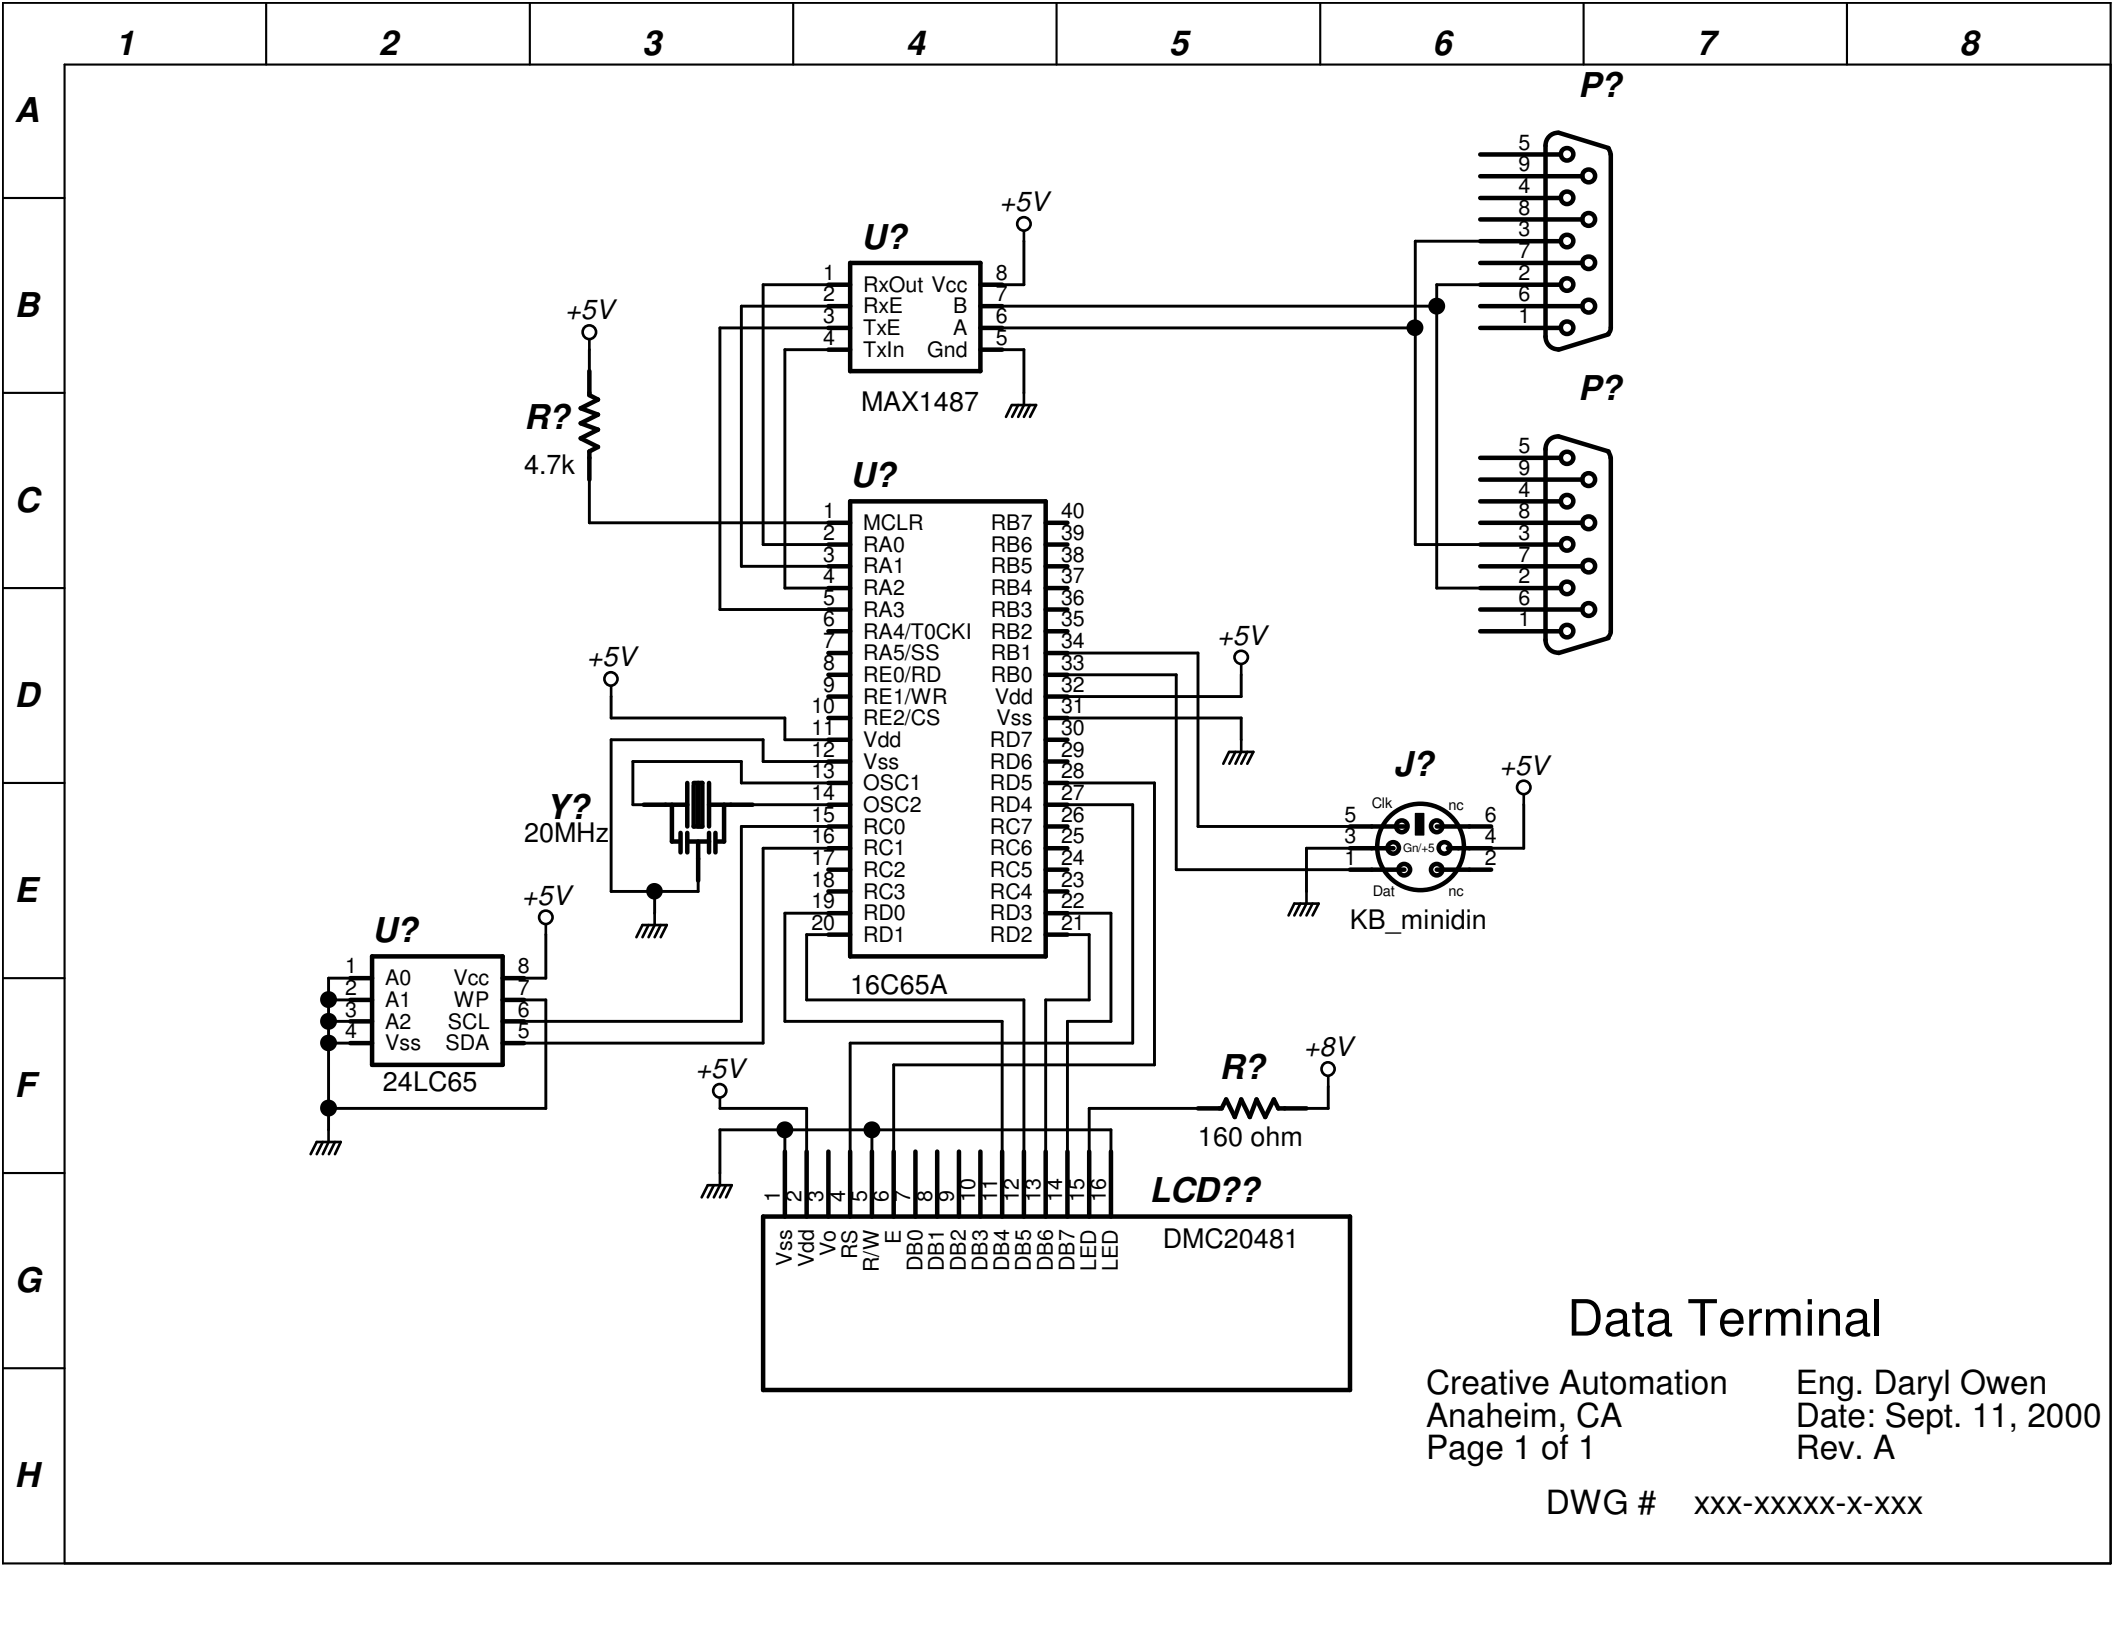 1 2 3 4 5 6 7 8
A
B
C
D
E
F
G
H
P?
5
9
4
8
3
7
2
6
1
P?
5
9
4
8
3
7
2
6
1
+5V
U?
1 RxOut Vcc 8
2 RxE B 7
3 TxE A 6
4 TxIn Gnd 5
MAX1487
+5V
R?
4.7k
U?
1 MCLR RB7 40
2 RA0 RB6 39
3 RA1 RB5 38
4 RA2 RB4 37
5 RA3 RB3 36
6 RA4/T0CKI RB2 35
7 RA5/SS RB1 34
8 RE0/RD RB0 33
9 RE1/WR Vdd 32
10 RE2/CS Vss 31
11 Vdd RD7 30
12 Vss RD6 29
13 OSC1 RD5 28
14 OSC2 RD4 27
15 RC0 RC7 26
16 RC1 RC6 25
17 RC2 RC5 24
18 RC3 RC4 23
19 RD0 RD3 22
20 RD1 RD2 21
16C65A
+5V
+5V
Y?
20MHz
J?
+5V
Clk nc
5 6
3 Gn/+5 4
1 2
Dat nc
KB_minidin
+5V
U?
1 A0 Vcc 8
2 A1 WP 7
3 A2 SCL 6
4 Vss SDA 5
24LC65
+5V
R?
+8V
160 ohm
LCD??
DMC20481
1 Vss
2 Vdd
3 Vo
4 RS
5 R/W
6 E
7 DB0
8 DB1
9 DB2
10 DB3
11 DB4
12 DB5
13 DB6
14 DB7
15 LED
16 LED
Data Terminal
Creative Automation
Anaheim, CA
Page 1 of 1
Eng. Daryl Owen
Date: Sept. 11, 2000
Rev. A
DWG # xxx-xxxxx-x-xxx